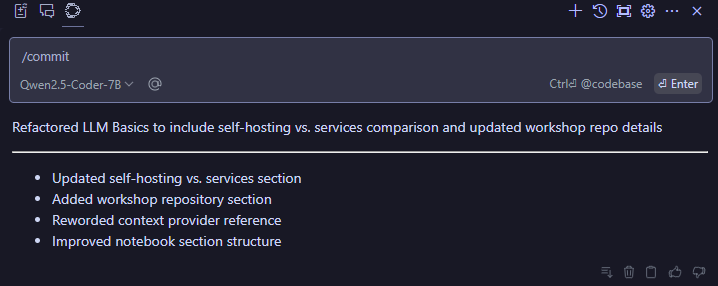 /commit
Qwen2.5-Coder-7B @ Ctrl⏎ @codebase ⏎ Enter
Refactored LLM Basics to include self-hosting vs. services comparison and updated workshop repo details
Updated self-hosting vs. services section
Added workshop repository section
Reworded context provider reference
Improved notebook section structure